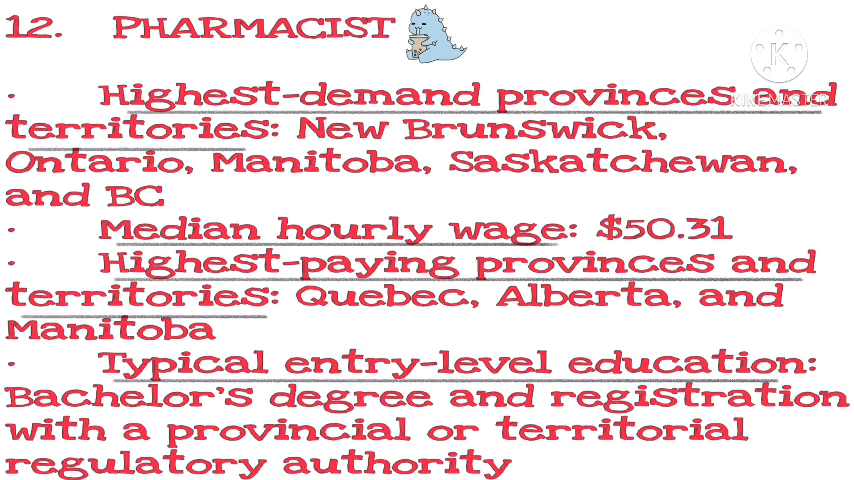 12. PHARMACIST
K
KINEMASTER
· Highest-demand provinces and
territories: New Brunswick,
Ontario, Manitoba, Saskatchewan,
and BC
· Median hourly wage: $50.31
· Highest-paying provinces and
territories: Quebec, Alberta, and
Manitoba
· Typical entry-level education:
Bachelor's degree and registration
with a provincial or territorial
regulatory authority